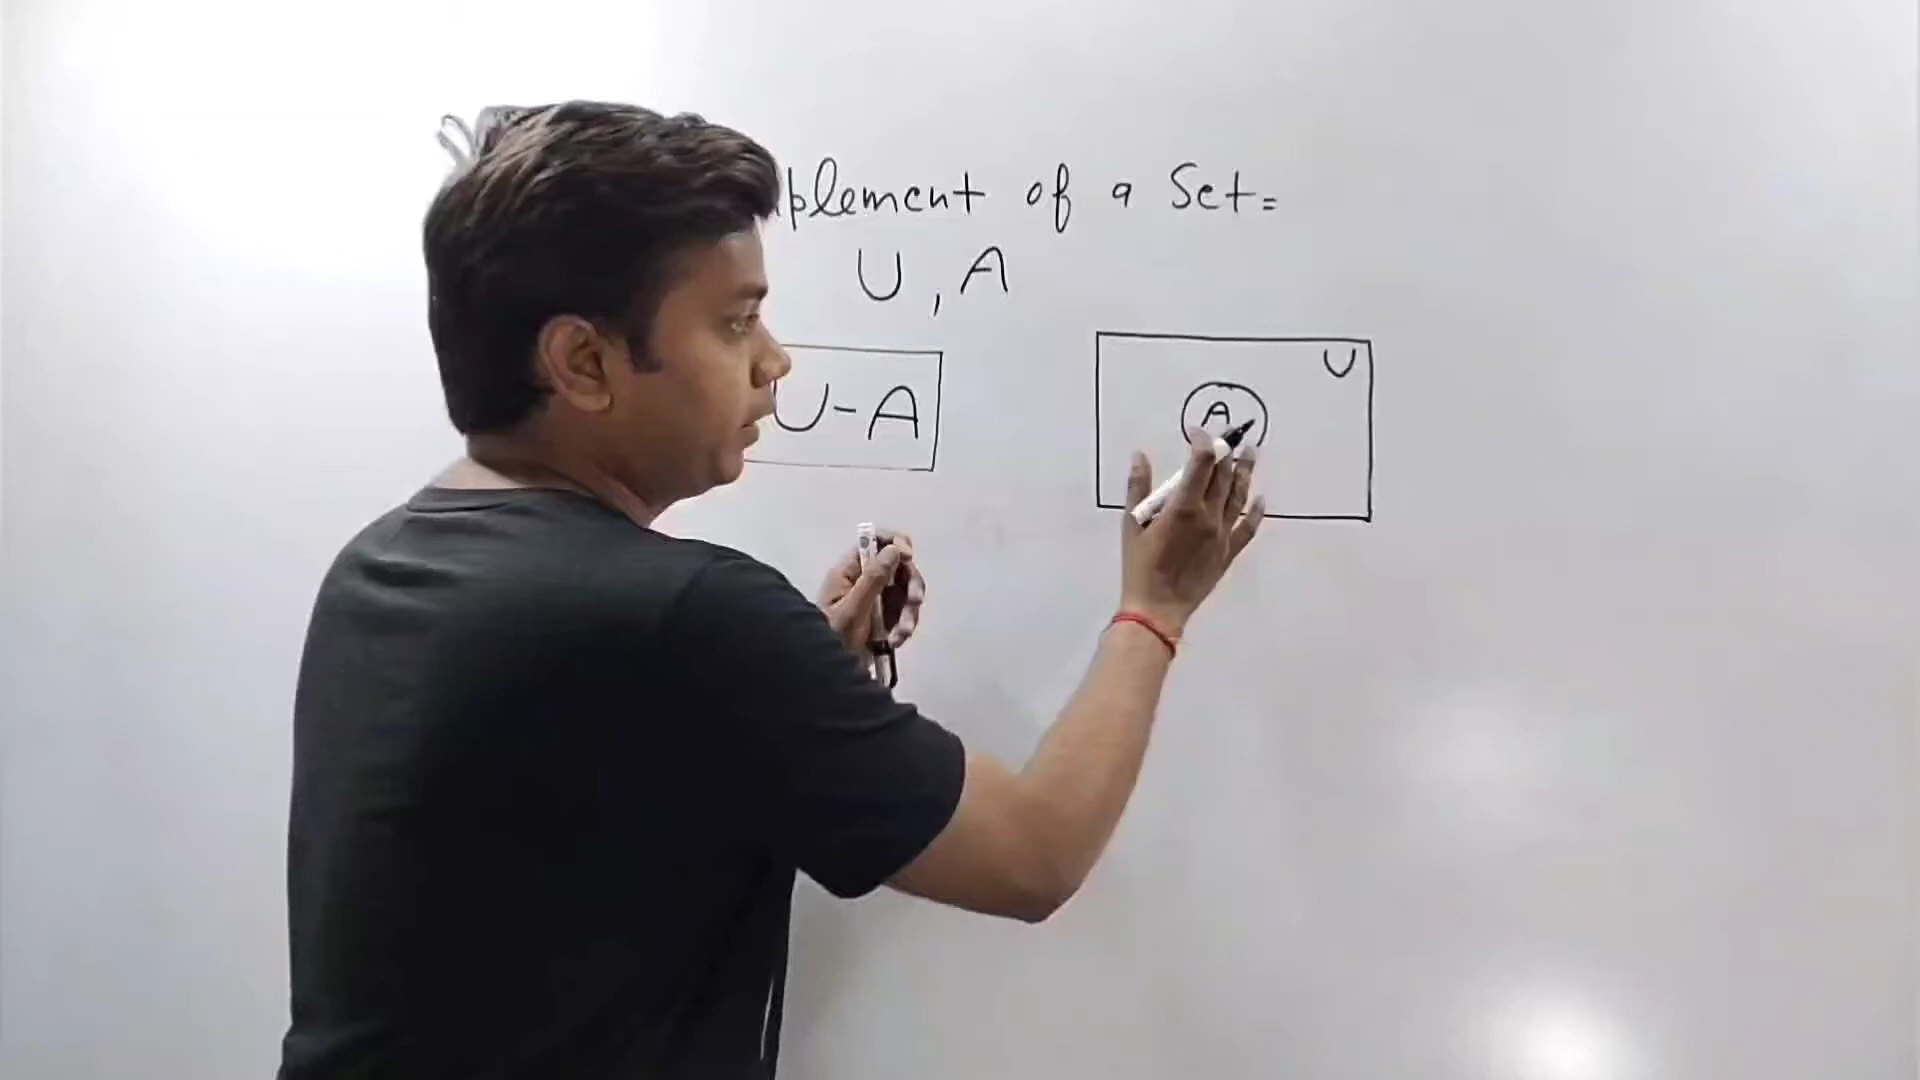 plement of a Set=
U, A
U-A
U
A